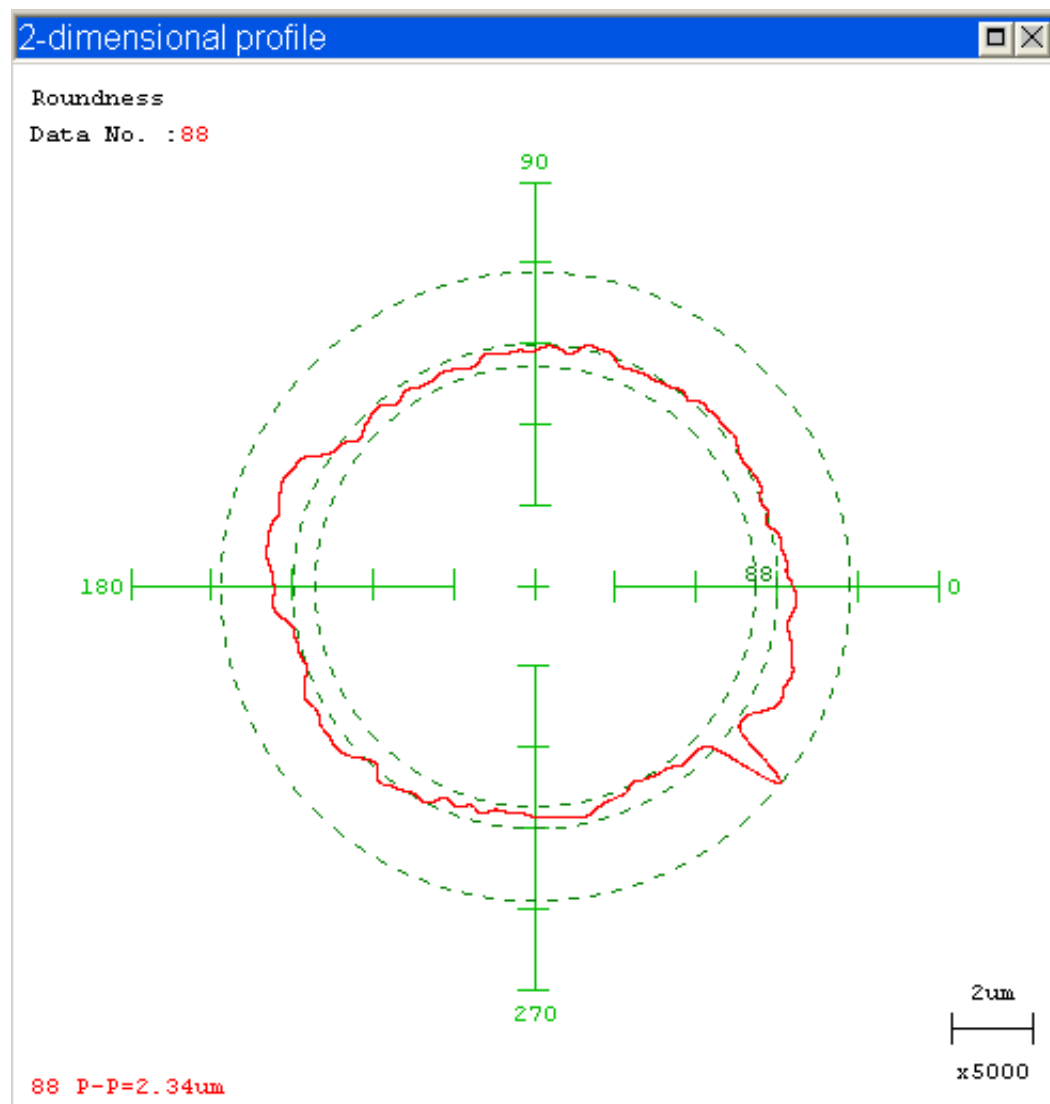 2-dimensional profile
Roundness
Data No. :88
90
180
88
0
270
2um
x5000
88 P-P=2.34um